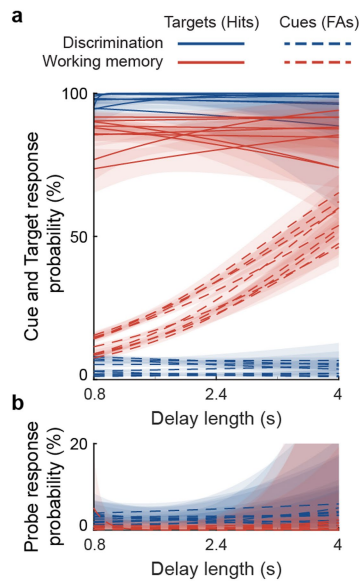 a
Targets (Hits) Cues (FAs)
Discrimination
Working memory
Cue and Target response
probability (%)
100
50
0
0.8 2.4 4
Delay length (s)
b
Probe response
probability (%)
20
0
0.8 2.4 4
Delay length (s)